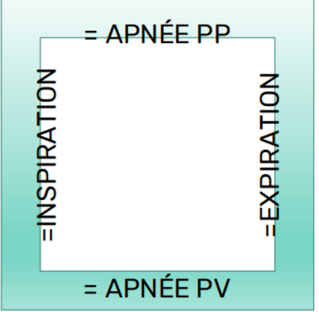 = APNÉE PP
=INSPIRATION
=EXPIRATION
= APNÉE PV